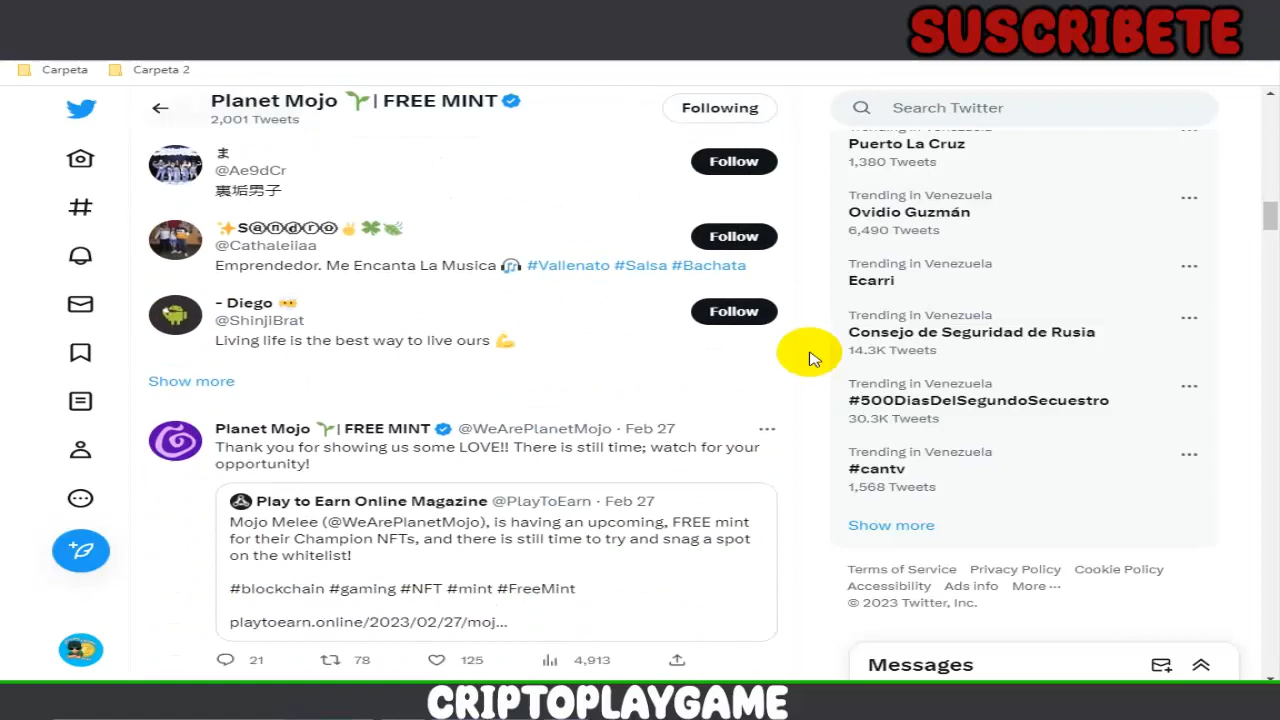 SUSCRIBETE
Carpeta
Carpeta 2
Planet Mojo | FREE MINT
2,001 Tweets
Following
ま
@Ae9dCr
裏垢男子
Follow
✨Sⓐⓝⓓⓡⓞ✌🍀🍃
@Cathaleiiaa
Emprendedor. Me Encanta La Musica 🎧 #Vallenato #Salsa #Bachata
Follow
- Diego
@ShinjiBrat
Living life is the best way to live ours 💪
Follow
Show more
Planet Mojo | FREE MINT @WeArePlanetMojo · Feb 27
Thank you for showing us some LOVE!! There is still time; watch for your
opportunity!
Play to Earn Online Magazine @PlayToEarn · Feb 27
Mojo Melee (@WeArePlanetMojo), is having an upcoming, FREE mint
for their Champion NFTs, and there is still time to try and snag a spot
on the whitelist!
#blockchain #gaming #NFT #mint #FreeMint
playtoearn.online/2023/02/27/moj...
21
78
125
4,913
Search Twitter
Trending in Venezuela
Puerto La Cruz
1,380 Tweets
Trending in Venezuela
Ovidio Guzmán
6,490 Tweets
Trending in Venezuela
Ecarri
Trending in Venezuela
Consejo de Seguridad de Rusia
14.3K Tweets
Trending in Venezuela
#500DiasDelSegundoSecuestro
30.3K Tweets
Trending in Venezuela
#cantv
1,568 Tweets
Show more
Terms of Service Privacy Policy Cookie Policy
Accessibility Ads info More ···
© 2023 Twitter, Inc.
Messages
CRIPTOPLAYGAME